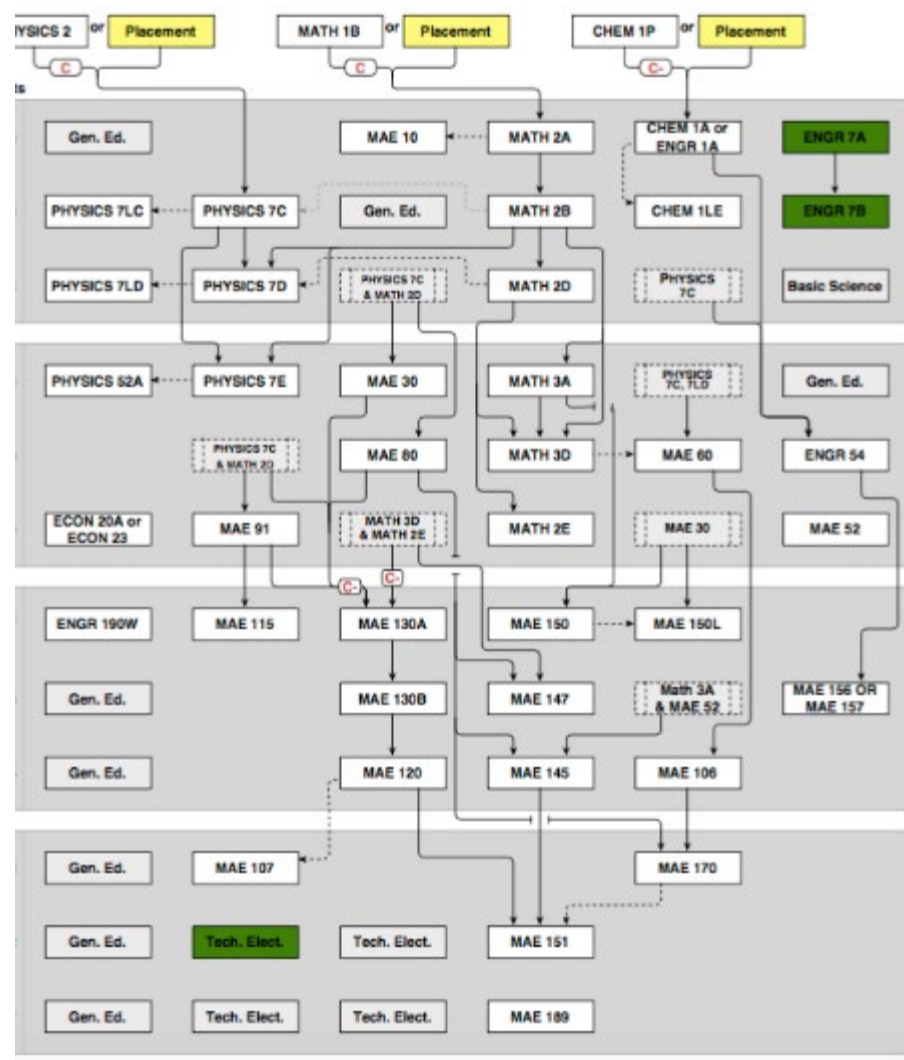 YSICS 2 or Placement MATH 1B or Placement CHEM 1P or Placement
C C C-
ts
Gen. Ed. MAE 10 MATH 2A CHEM 1A or ENGR 7A
ENGR 1A
PHYSICS 7LC PHYSICS 7C Gen. Ed. MATH 2B CHEM 1LE ENGR 7B
PHYSICS 7LD PHYSICS 7D PHYSICS 7C MATH 2D PHYSICS Basic Science
& MATH 2D 7C
PHYSICS 52A PHYSICS 7E MAE 30 MATH 3A PHYSICS Gen. Ed.
7C, 7LD
PHYSICS 7C MAE 80 MATH 3D MAE 60 ENGR 54
& MATH 2D
ECON 20A or MAE 91 MATH 3D MATH 2E MAE 30 MAE 52
ECON 23 & MATH 2E
C- C-
ENGR 190W MAE 115 MAE 130A MAE 150 MAE 150L
Gen. Ed. MAE 130B MAE 147 Math 3A MAE 156 OR
& MAE 52 MAE 157
Gen. Ed. MAE 120 MAE 145 MAE 106
Gen. Ed. MAE 107 MAE 170
Gen. Ed. Tech. Elect. Tech. Elect. MAE 151
Gen. Ed. Tech. Elect. Tech. Elect. MAE 189